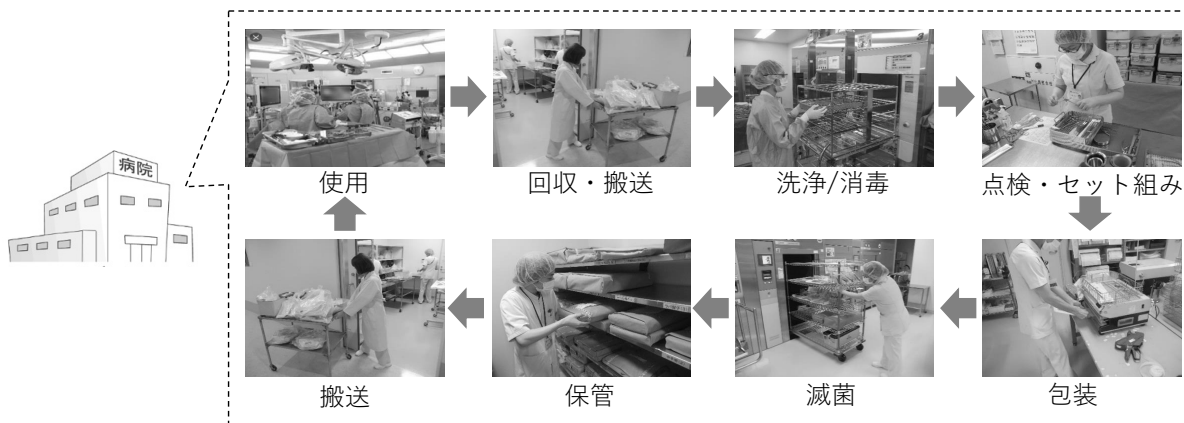 病院
使用
回収・搬送
洗浄/消毒
点検・セット組み
搬送
保管
滅菌
包装